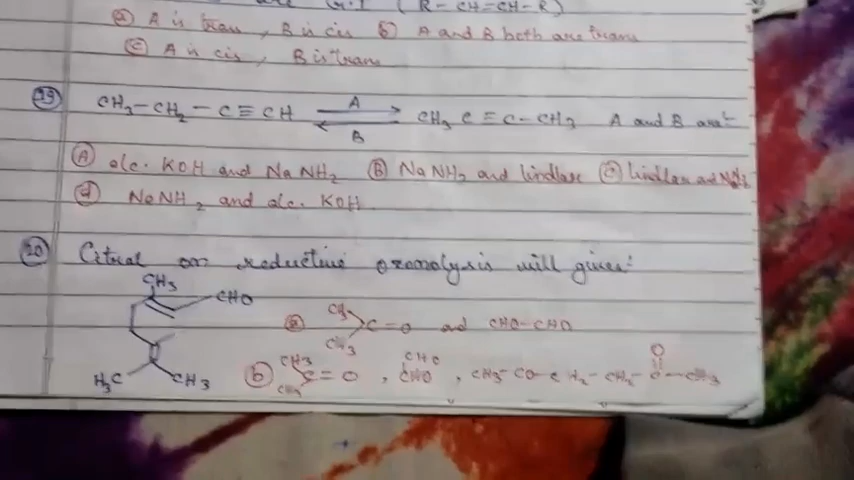 (R-CH=CH-R)
ⓐ A is trans, B is cis ⓑ A and B both are trans
ⓒ A is cis, B is trans
19 CH3-CH2-C≡CH A B CH3 C≡C-CH3 A and B are:-
Ⓐ alc. KOH and NaNH2 Ⓑ NaNH2 and lindlar Ⓒ lindlar and NaNH2
ⓓ NaNH2 and alc. KOH
20 Citral on reductive ozonolysis will gives:
CH3
CHO
H3C CH3
ⓐ CH3 CH3 C-O and CHO-CHO
ⓑ CH3 CH3 C=O, CHO CHO, CH3-CO-CH2-CH2-C-CH3
O